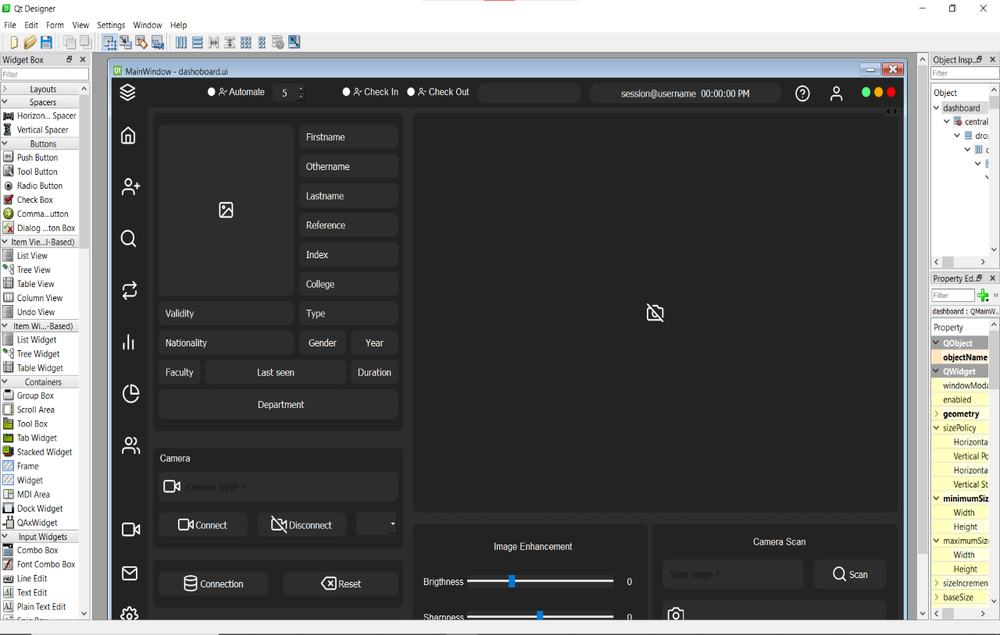 Qt Designer
File Edit Form View Settings Window Help
Widget Box
Filter
Layouts
Spacers
Horizon... Spacer
Vertical Spacer
Buttons
Push Button
Tool Button
Radio Button
Check Box
Comma...utton
Dialog ...ton Box
Item Vie...l-Based)
List View
Tree View
Table View
Column View
Undo View
Item Wi...-Based)
List Widget
Tree Widget
Table Widget
Containers
Group Box
Scroll Area
Tool Box
Tab Widget
Stacked Widget
Frame
Widget
MDI Area
Dock Widget
QAxWidget
Input Widgets
Combo Box
Font Combo Box
Line Edit
Text Edit
Plain Text Edit
Spin Box
MainWindow - dashoboard.ui
Automate 5 Check In Check Out session@username 00:00:00 PM
Firstname
Othername
Lastname
Reference
Index
College
Validity Type
Nationality Gender Year
Faculty Last seen Duration
Department
Camera
Camera Id/IP ?
Connect Disconnect
Connection Reset
Image Enhancement
Brigthness 0
Sharpness 0
Camera Scan
Scan range ?
Scan
Object Insp...
Filter
Object
dashboard
central
drop
c
Property Ed...
Filter
dashboard : QMainW...
Property
QObject
objectName
QWidget
windowModa
enabled
geometry
sizePolicy
Horizonta
Vertical Po
Horizonta
Vertical St
minimumSiz
Width
Height
maximumSiz
Width
Height
sizeIncremen
baseSize